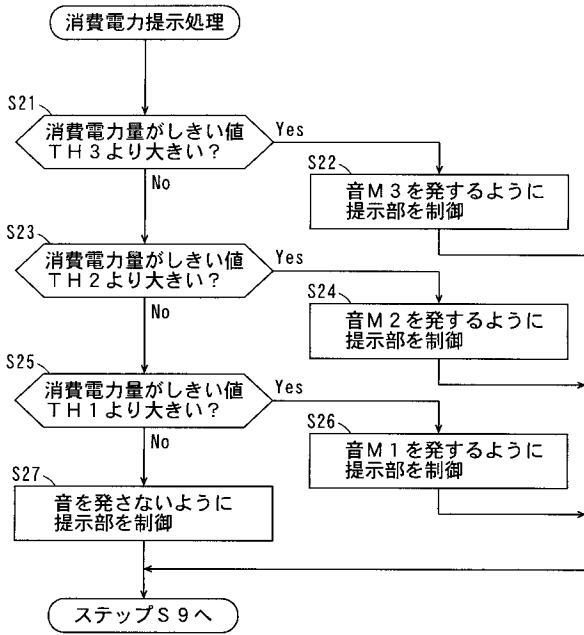 消費電力提示処理
S21
消費電力量がしきい値
ＴＨ３より大きい？
Yes
No
S22
音Ｍ３を発するように
提示部を制御
S23
消費電力量がしきい値
ＴＨ２より大きい？
Yes
No
S24
音Ｍ２を発するように
提示部を制御
S25
消費電力量がしきい値
ＴＨ１より大きい？
Yes
No
S26
音Ｍ１を発するように
提示部を制御
S27
音を発さないように
提示部を制御
ステップＳ９へ